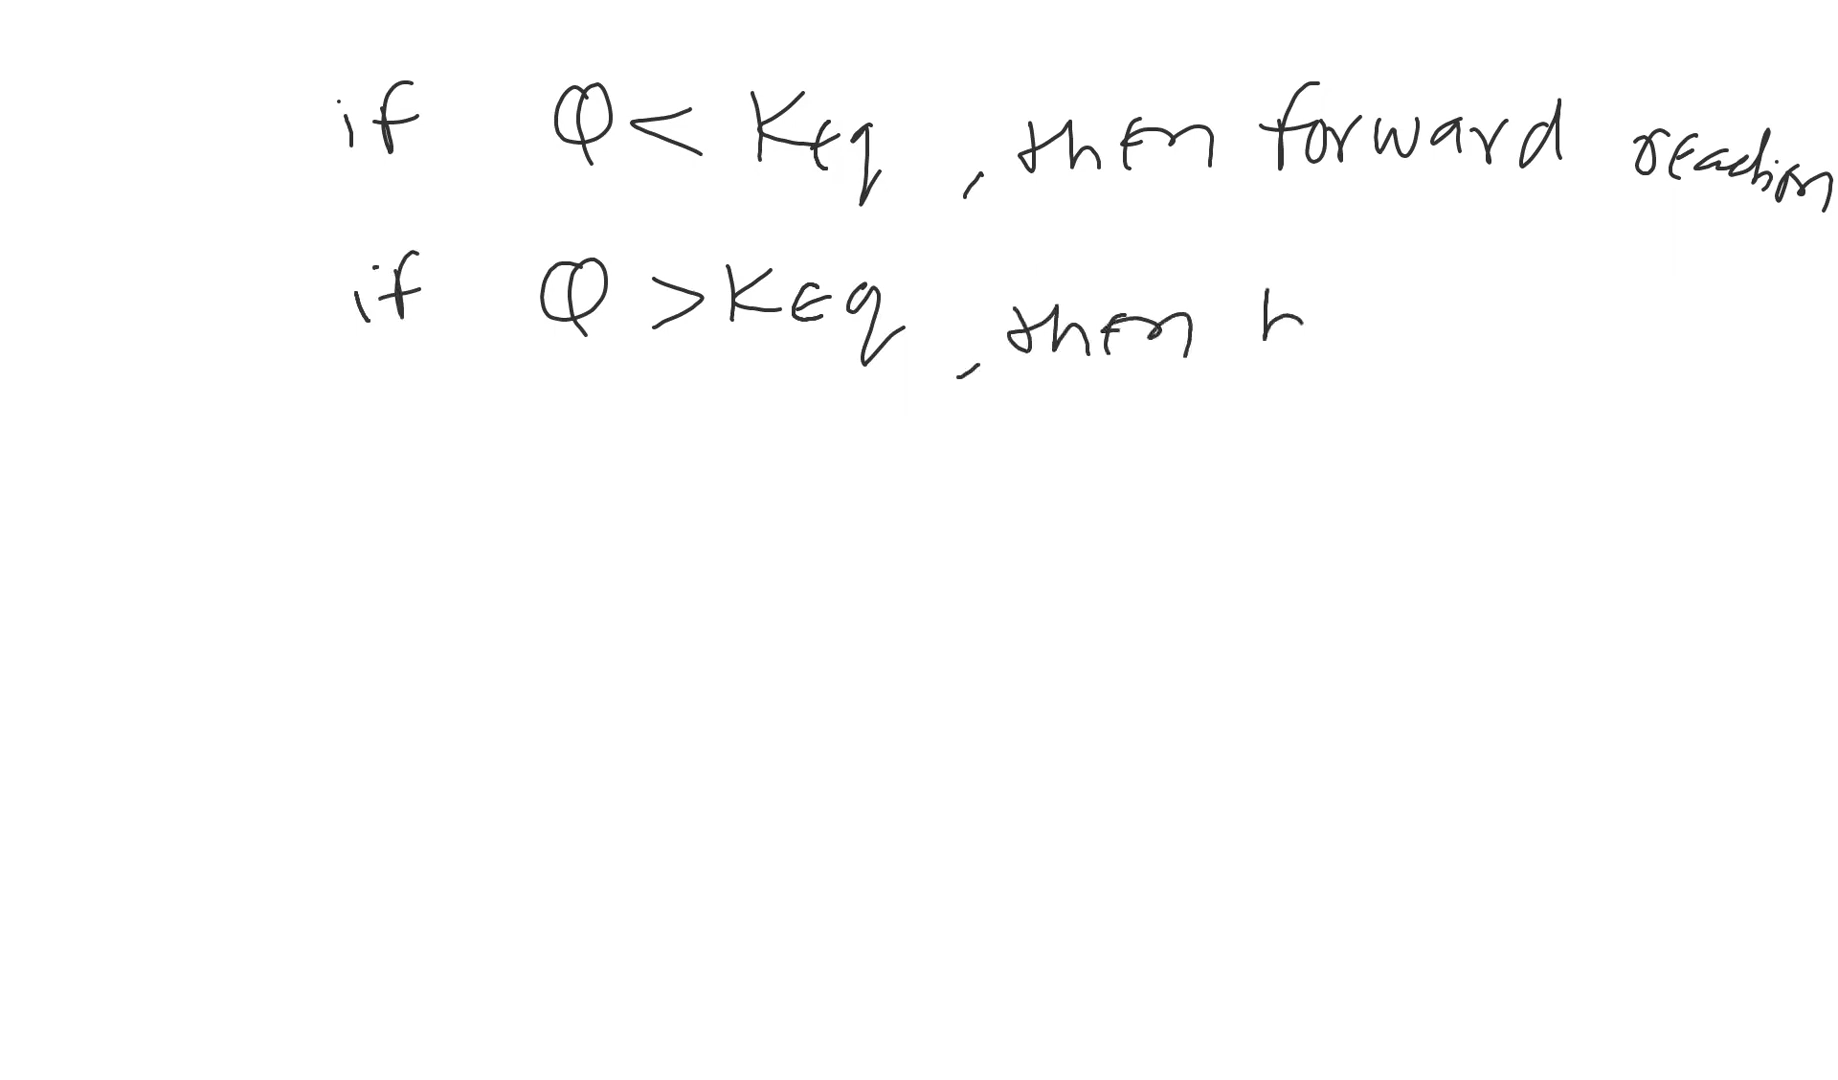 if Q < Keq , then forward reaction
if Q > Keq , then